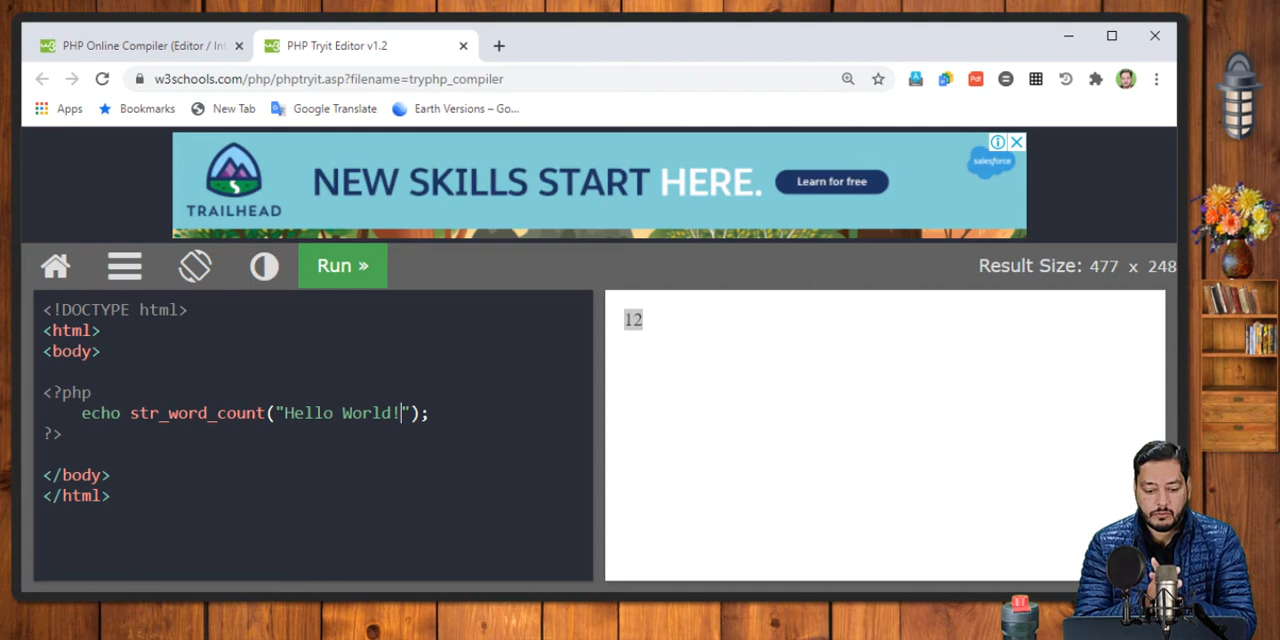 PHP Online Compiler (Editor / Int
PHP Tryit Editor v1.2
w3schools.com/php/phptryit.asp?filename=tryphp_compiler
Apps
Bookmarks
New Tab
Google Translate
Earth Versions – Go...
TRAILHEAD
NEW SKILLS START HERE.
Learn for free
salesforce
Run »
Result Size: 477 x 248
<!DOCTYPE html>
<html>
<body>
<?php
echo str_word_count("Hello World!");
?>
</body>
</html>
12